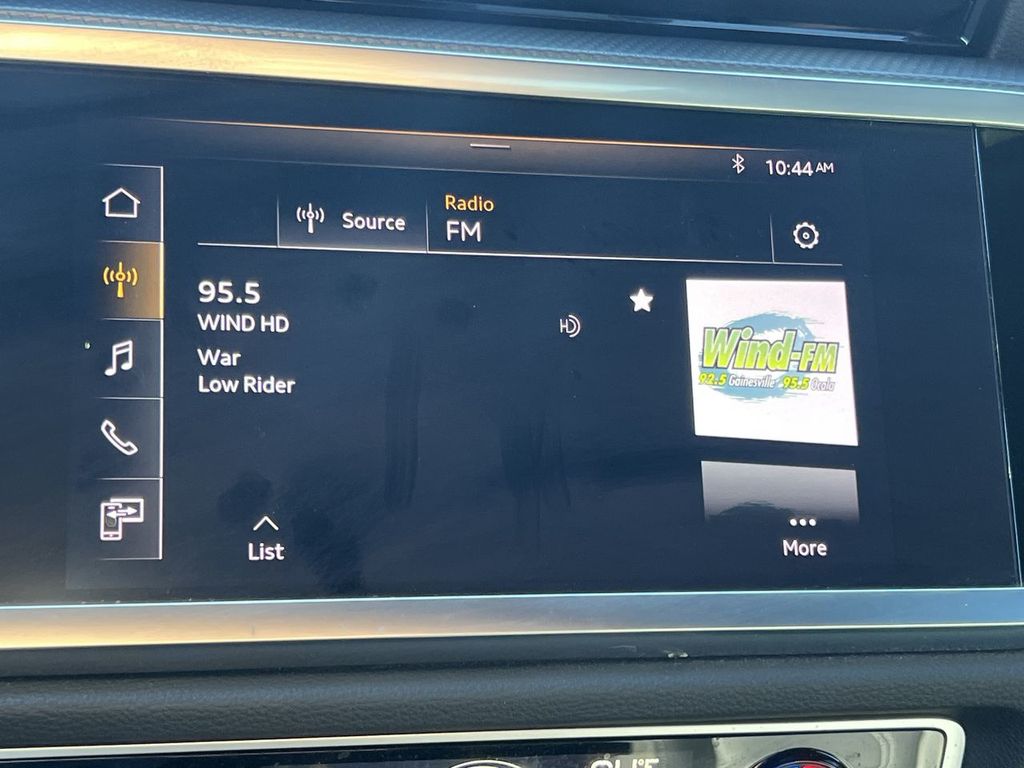 10:44 AM
Source
Radio
FM
95.5
WIND HD
HD
War
Low Rider
Wind-FM
92.5 Gainesville 95.5 Ocala
List
More